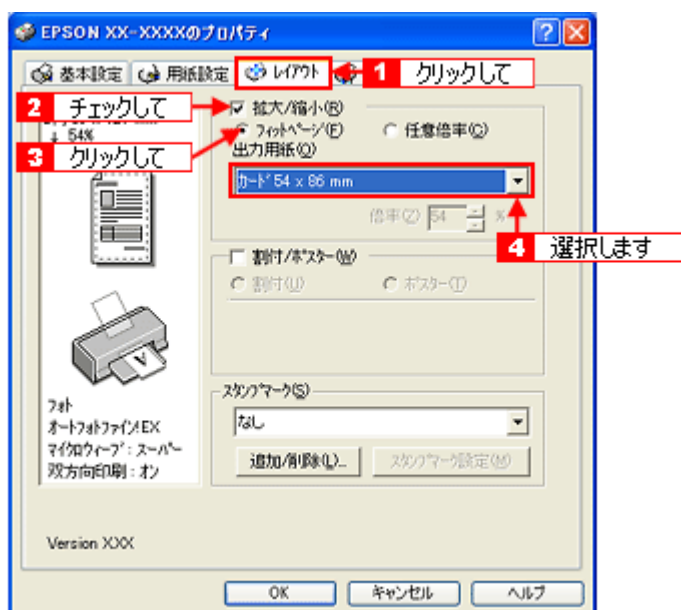 EPSON XX-XXXXのプロパティ
基本設定 用紙設定 レイアウト 1 クリックして
2 チェックして 拡大/縮小(R)
↓ 54% フィットページ(F) 任意倍率(C)
3 クリックして 出力用紙(O)
カード 54 x 86 mm
倍率(Z) 54 %
4 選択します
割付/ポスター(W)
割付(U) ポスター(T)
A
スタンプマーク(S)
なし
追加/削除(L)... スタンプマーク設定(M)
フォト
オートフォトファイン!EX
マイクロウィーブ:スーパー
双方向印刷:オン
Version XXX
OK キャンセル ヘルプ